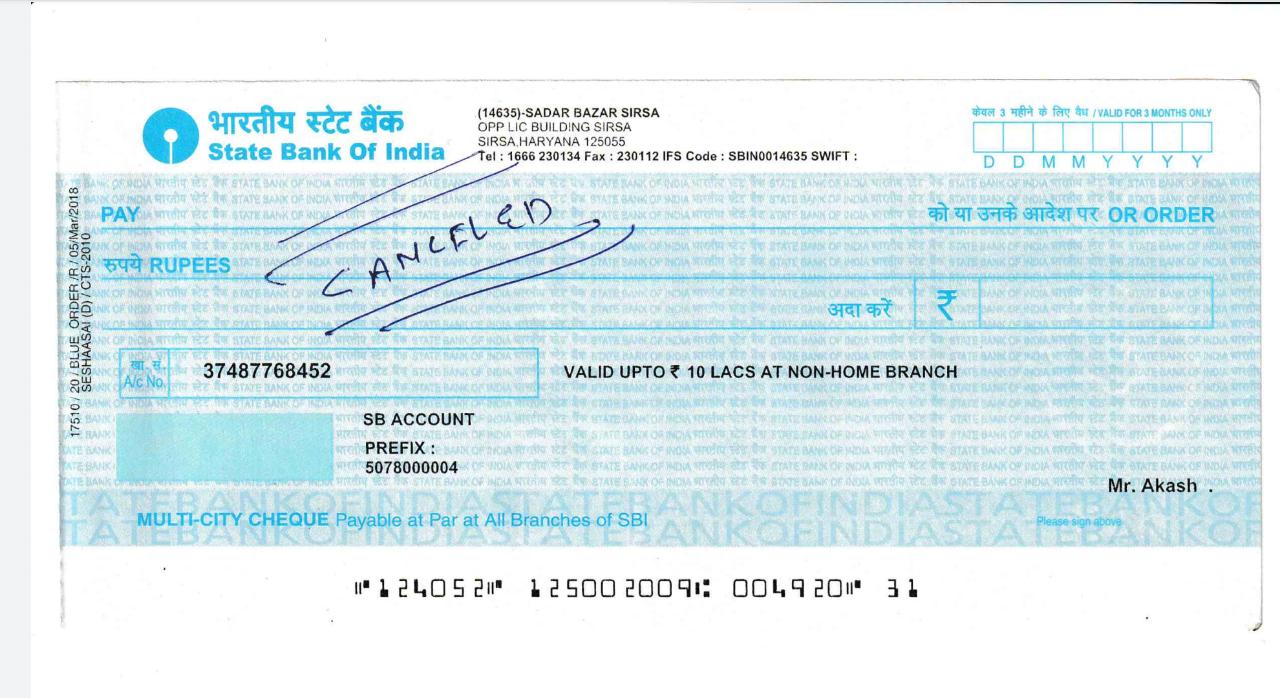 भारतीय स्टेट बैंक
State Bank Of India
(14635)-SADAR BAZAR SIRSA
OPP LIC BUILDING SIRSA
SIRSA,HARYANA 125055
Tel : 1666 230134 Fax : 230112 IFS Code : SBIN0014635 SWIFT :
केवल 3 महीने के लिए वैध / VALID FOR 3 MONTHS ONLY
D D M M Y Y Y Y
PAY
को या उनके आदेश पर OR ORDER
CANCELED
रुपये RUPEES
अदा करें ₹
17510 / 20 / BLUE_ORDER /R / 05/Mar/2018
SESHAASAI (D) / CTS-2010
खा. सं.
A/c No.
37487768452
VALID UPTO ₹ 10 LACS AT NON-HOME BRANCH
SB ACCOUNT
PREFIX :
5078000004
Mr. Akash .
MULTI-CITY CHEQUE Payable at Par at All Branches of SBI
Please sign above
⑈124052⑈ 125002009⑆ 004920⑈ 31